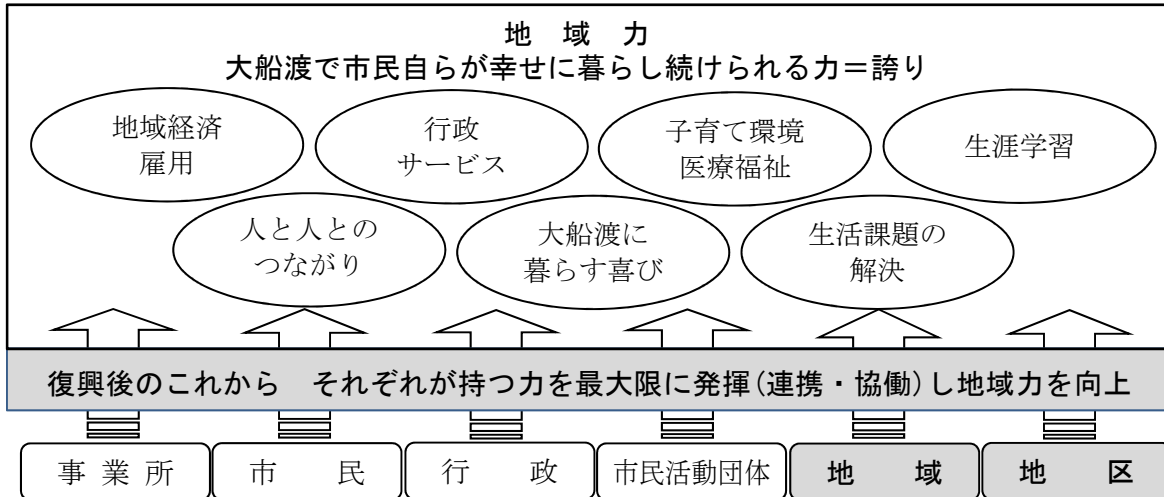 地 域 力
大船渡で市民自らが幸せに暮らし続けられる力＝誇り
地域経済
雇用
行政
サービス
子育て環境
医療福祉
生涯学習
人と人との
つながり
大船渡に
暮らす喜び
生活課題の
解決
復興後のこれから　それぞれが持つ力を最大限に発揮(連携・協働)し地域力を向上
事 業 所
市 民
行 政
市民活動団体
地 域
地 区